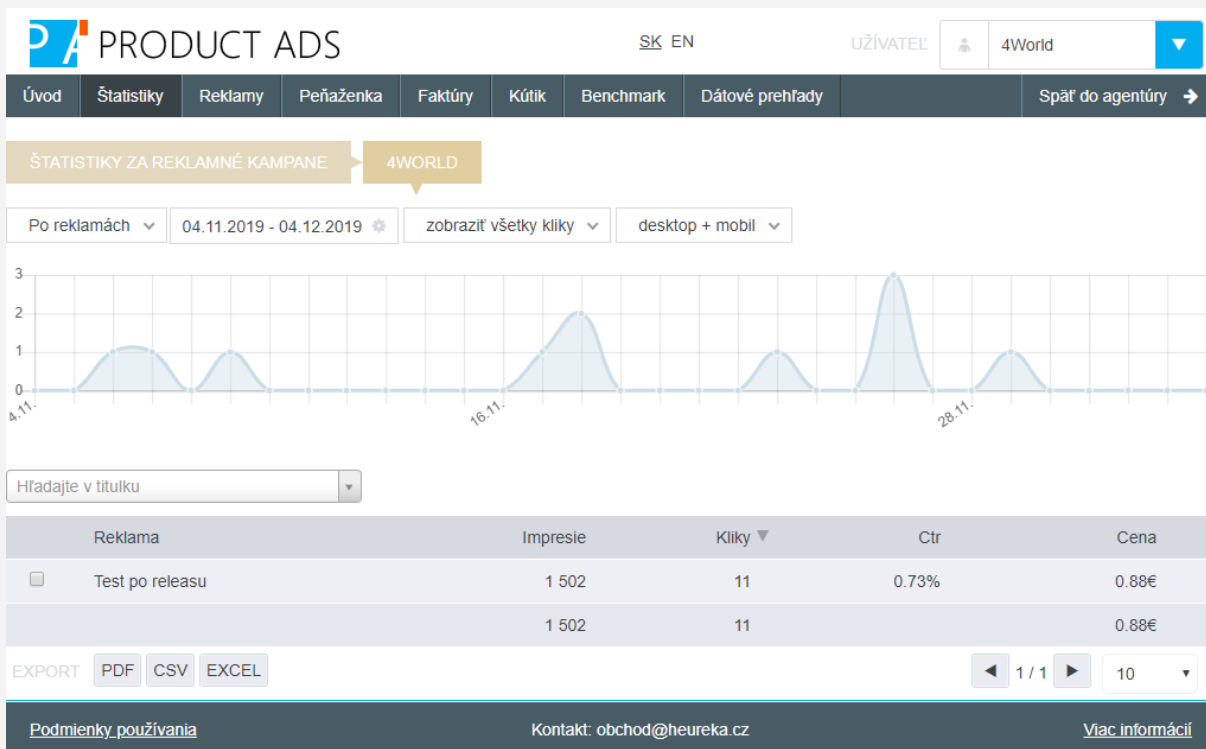 PA PRODUCT ADS SK EN UŽÍVATEĽ 4World
Úvod Štatistiky Reklamy Peňaženka Faktúry Kútik Benchmark Dátové prehľady Späť do agentúry
ŠTATISTIKY ZA REKLAMNÉ KAMPANE 4WORLD
Po reklamách 04.11.2019 - 04.12.2019 zobraziť všetky kliky desktop + mobil
3
2
1
0
4.11. 16.11. 28.11.
Hľadajte v titulku
Reklama Impresie Kliky Ctr Cena
Test po releasu 1 502 11 0.73% 0.88€
1 502 11 0.88€
EXPORT PDF CSV EXCEL 1 / 1 10
Podmienky používania Kontakt: obchod@heureka.cz Viac informácií